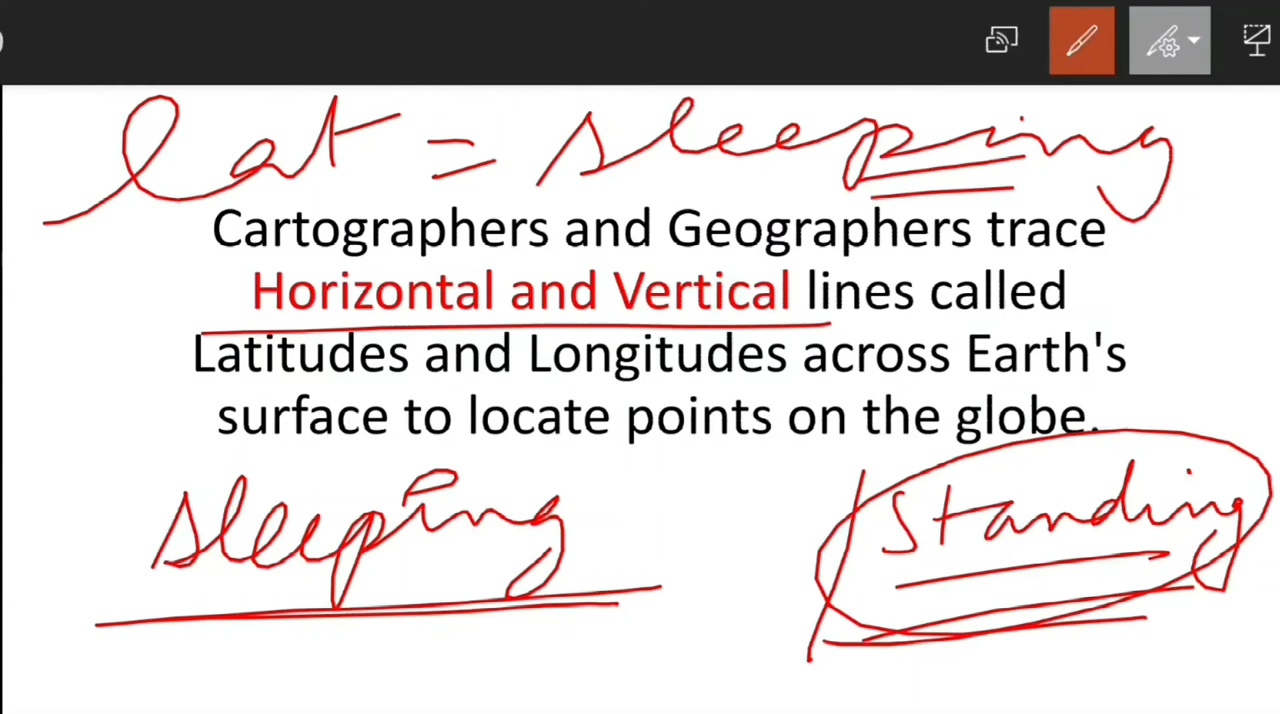 lat = sleeping
Cartographers and Geographers trace
Horizontal and Vertical lines called
Latitudes and Longitudes across Earth's
surface to locate points on the globe.
sleeping standing